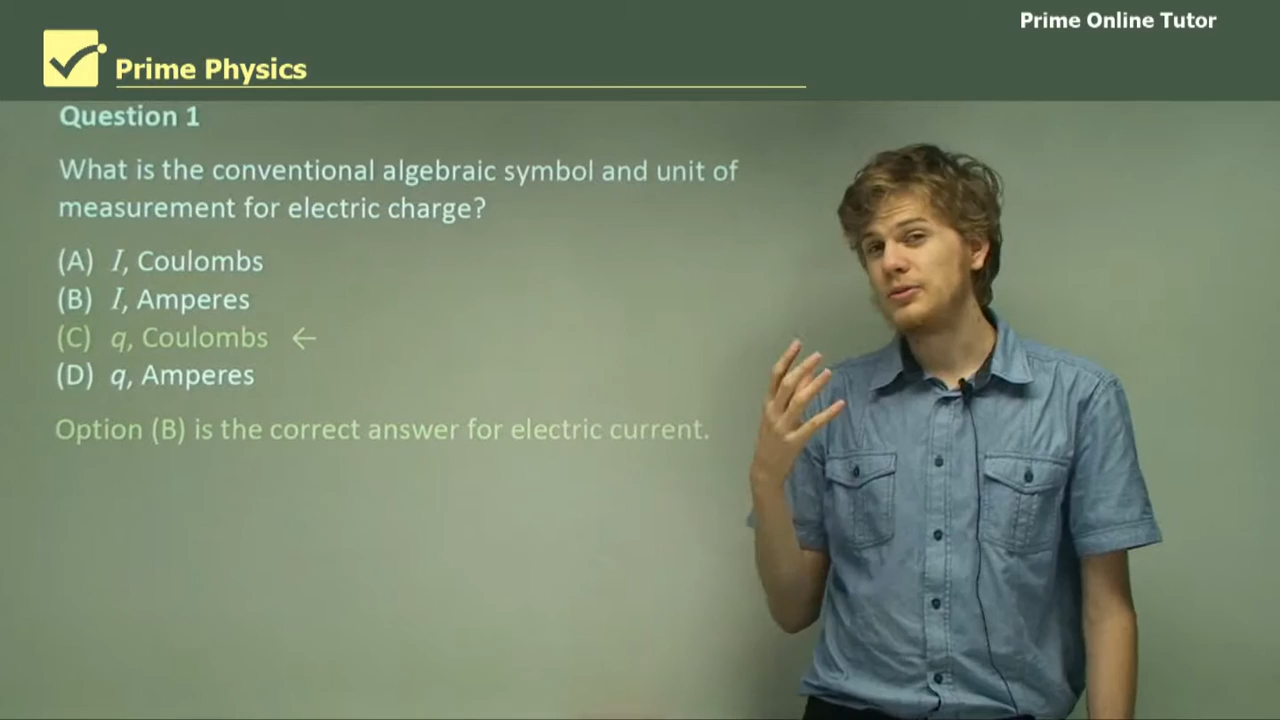 Prime Online Tutor
Prime Physics
Question 1
What is the conventional algebraic symbol and unit of
measurement for electric charge?
(A) I, Coulombs
(B) I, Amperes
(C) q, Coulombs ←
(D) q, Amperes
Option (B) is the correct answer for electric current.